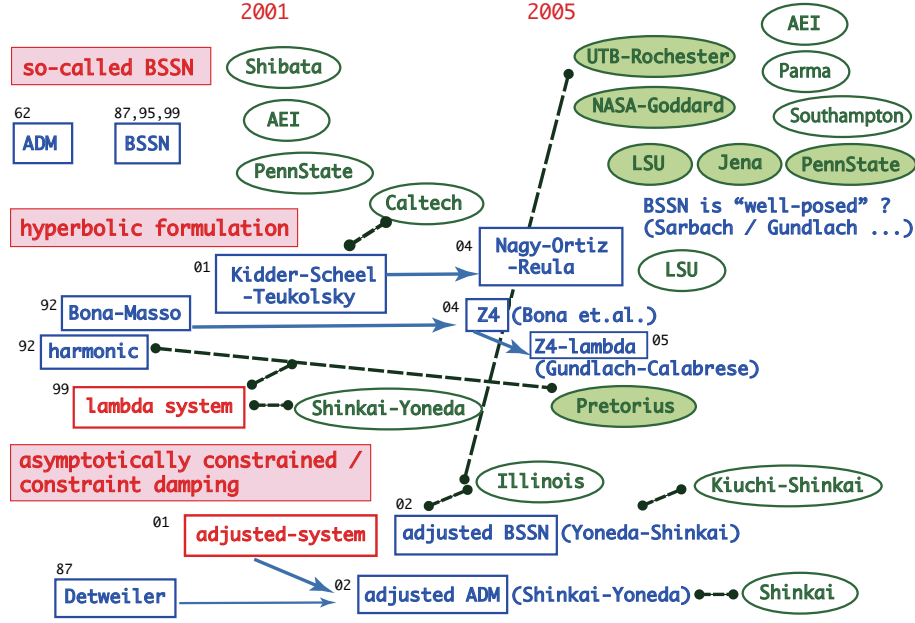 2001
2005
so-called BSSN
Shibata
UTB-Rochester
AEI
62
87,95,99
ADM
BSSN
AEI
NASA-Goddard
Parma
Southampton
PennState
LSU
Jena
PennState
Caltech
BSSN is “well-posed” ?
(Sarbach / Gundlach ...)
hyperbolic formulation
01
Kidder-Scheel
-Teukolsky
04
Nagy-Ortiz
-Reula
LSU
92
Bona-Masso
04
Z4
(Bona et.al.)
92
harmonic
Z4-lambda
05
(Gundlach-Calabrese)
99
lambda system
Shinkai-Yoneda
Pretorius
asymptotically constrained /
constraint damping
Illinois
Kiuchi-Shinkai
01
adjusted-system
02
adjusted BSSN
(Yoneda-Shinkai)
87
Detweiler
02
adjusted ADM
(Shinkai-Yoneda)
Shinkai